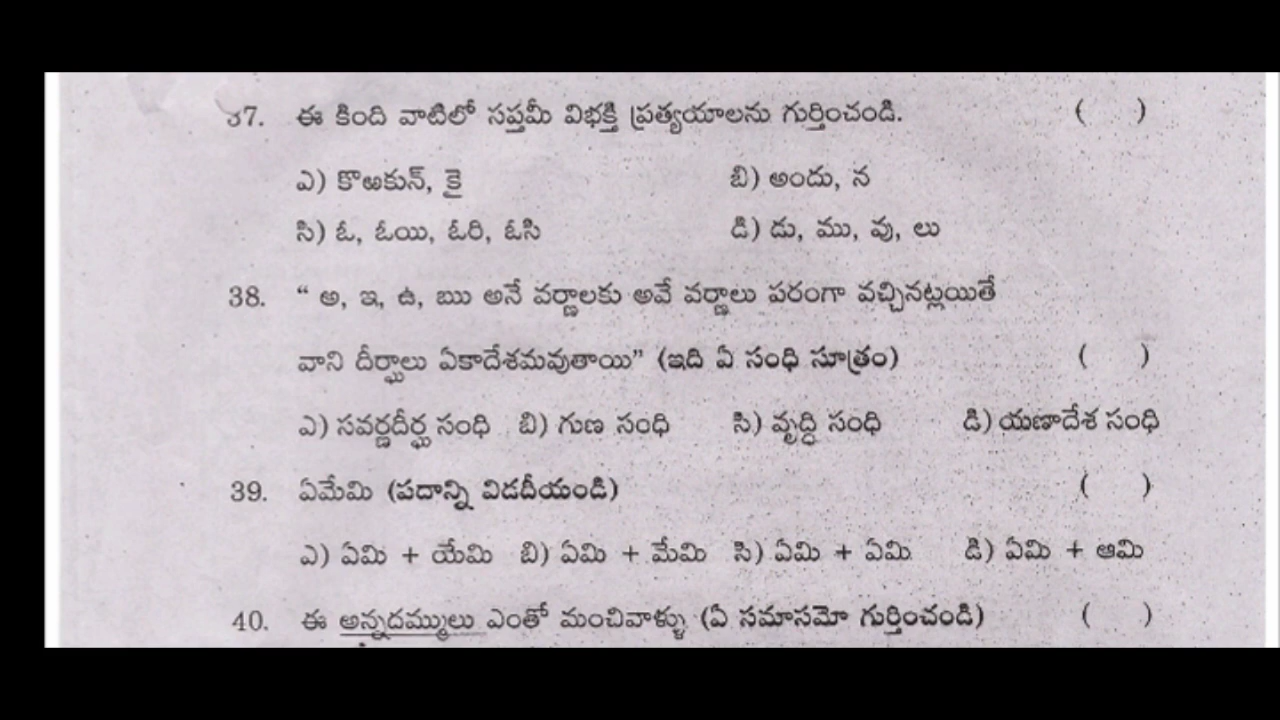 37. ఈ కింది వాటిలో సప్తమీ విభక్తి ప్రత్యయాలను గుర్తించండి. ( )
ఎ) కొఱకున్, కై బి) అందు, న
సి) ఓ, ఓయి, ఓరి, ఓసి డి) డు, ము, వు, లు
38. “ అ, ఇ, ఉ, ఋ అనే వర్ణాలకు అవే వర్ణాలు పరంగా వచ్చినట్లయితే
వాని దీర్ఘాలు ఏకాదేశమవుతాయి” (ఇది ఏ సంధి సూత్రం) ( )
ఎ) సవర్ణదీర్ఘ సంధి బి) గుణ సంధి సి) వృద్ధి సంధి డి) యణాదేశ సంధి
39. ఏమేమి (పదాన్ని విడదీయండి) ( )
ఎ) ఏమి + యేమి బి) ఏమి + మేమి సి) ఏమి + ఏమి డి) ఏమి + ఆమి
40. ఈ అన్నదమ్ములు ఎంతో మంచివాళ్ళు (ఏ సమాసమో గుర్తించండి) ( )